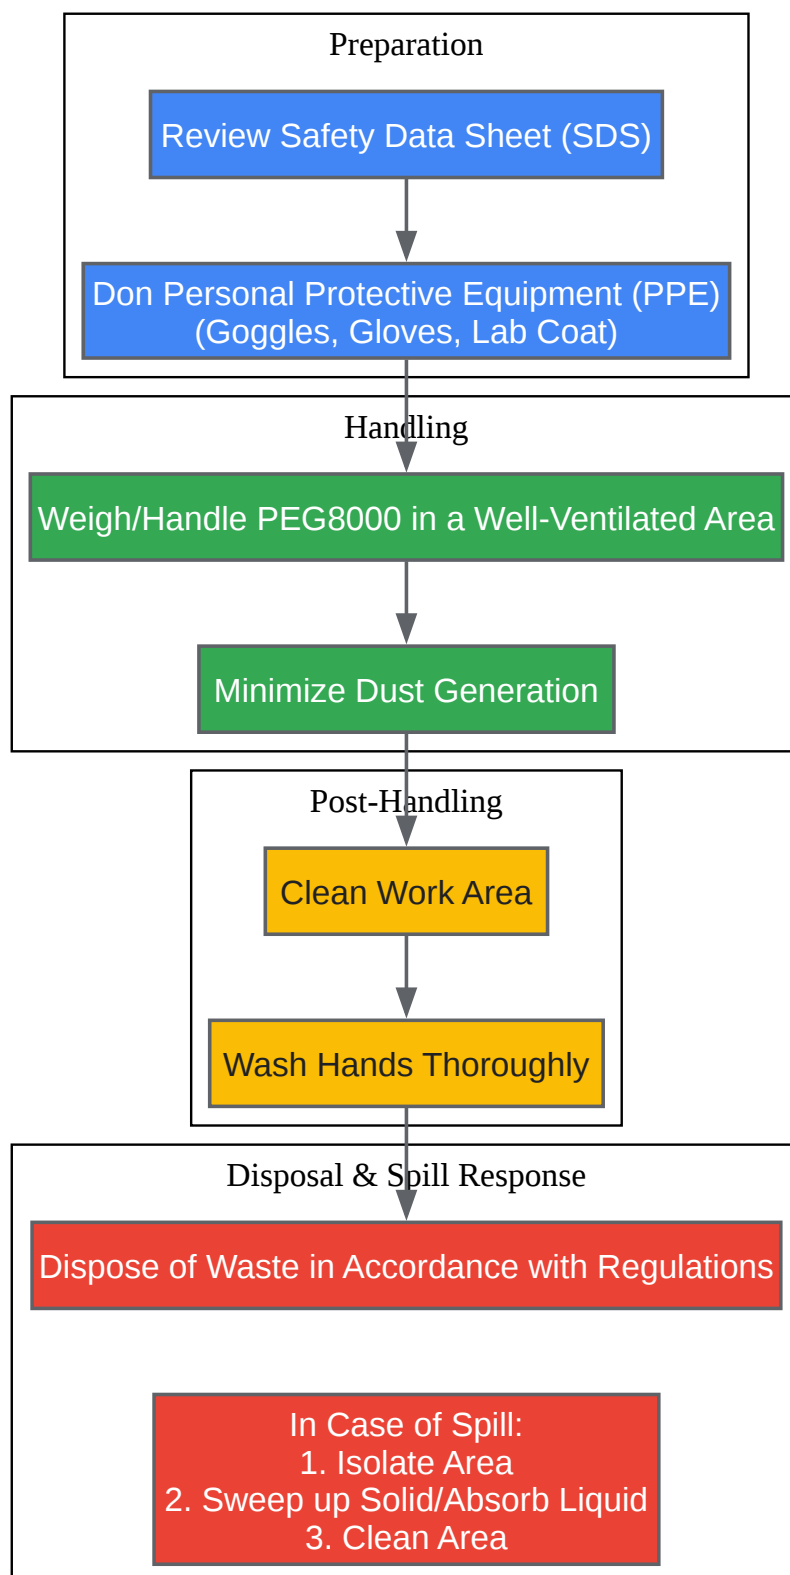 Preparation
Review Safety Data Sheet (SDS)
Don Personal Protective Equipment (PPE)
(Goggles, Gloves, Lab Coat)
Handling
Weigh/Handle PEG8000 in a Well-Ventilated Area
Minimize Dust Generation
Post-Handling
Clean Work Area
Wash Hands Thoroughly
Disposal & Spill Response
Dispose of Waste in Accordance with Regulations
In Case of Spill:
1. Isolate Area
2. Sweep up Solid/Absorb Liquid
3. Clean Area